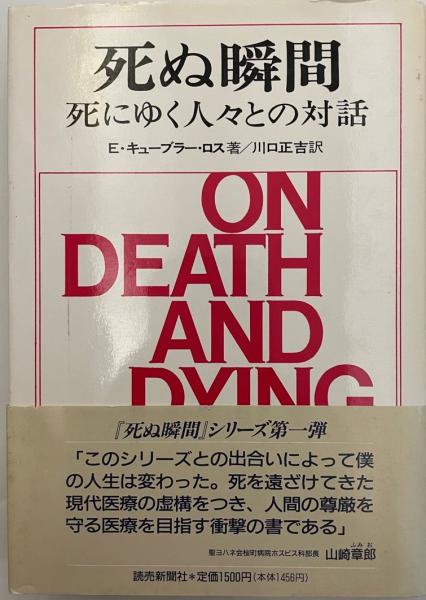 死ぬ瞬間
死にゆく人々との対話
E・キューブラー・ロス著／川口正吉訳
ON
DEATH
AND
DYING
『死ぬ瞬間』シリーズ第一弾
「このシリーズとの出合いによって僕
の人生は変わった。死を遠ざけてきた
現代医療の虚構をつき、人間の尊厳を
守る医療を目指す衝撃の書である」
聖ヨハネ会桜町病院ホスピス科部長 山崎章郎
ふみお
読売新聞社*定価1500円(本体1456円)